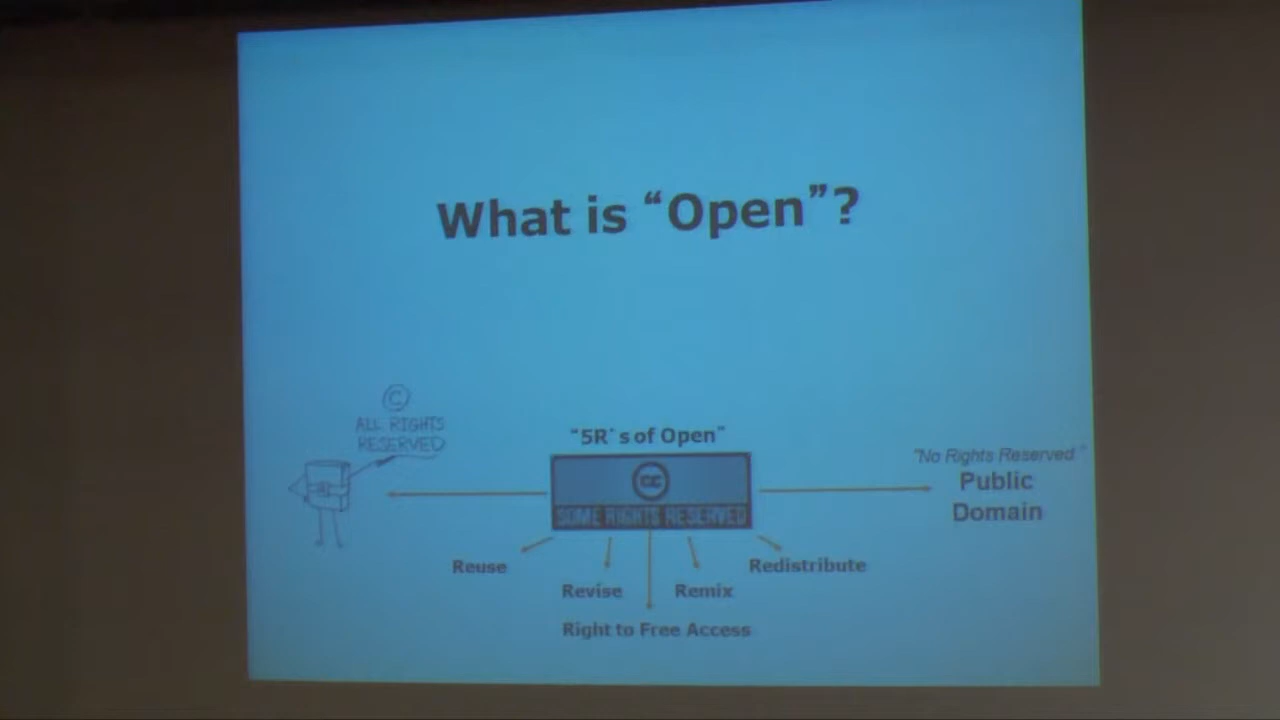 What is “Open”?
©
ALL RIGHTS
RESERVED
“5R’s of Open”
cc
SOME RIGHTS RESERVED
"No Rights Reserved."
Public
Domain
Reuse
Redistribute
Revise
Remix
Right to Free Access